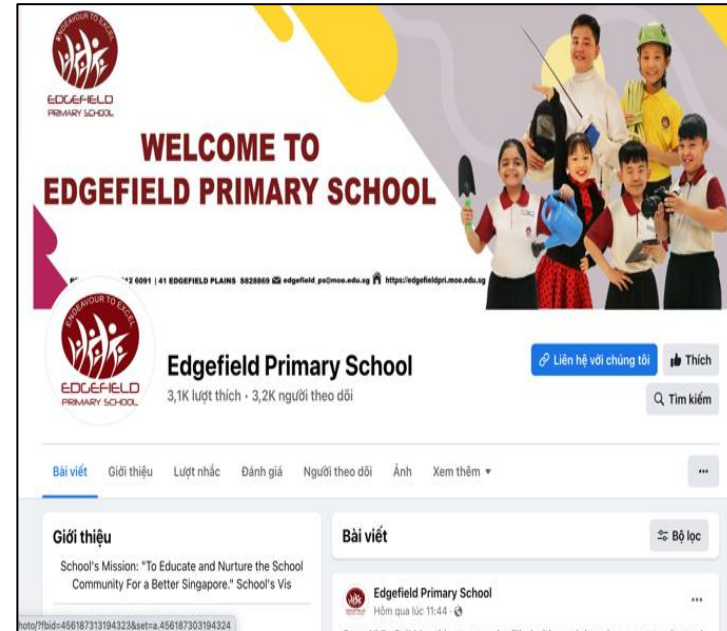 ENDEAVOUR TO EXCEL
EDGEFIELD
PRIMARY SCHOOL
WELCOME TO
EDGEFIELD PRIMARY SCHOOL
6091 | 41 EDGEFIELD PLAINS S828869 edgefield_ps@moe.edu.sg https://edgefieldpri.moe.edu.sg
ENDEAVOUR TO EXCEL
EDGEFIELD
PRIMARY SCHOOL
Edgefield Primary School
3,1K lượt thích • 3,2K người theo dõi
Liên hệ với chúng tôi
Thích
Tìm kiếm
Bài viết Giới thiệu Lượt nhắc Đánh giá Người theo dõi Ảnh Xem thêm
Giới thiệu
School's Mission: "To Educate and Nurture the School
Community For a Better Singapore." School's Vis
Bài viết
Bộ lọc
Edgefield Primary School
Hôm qua lúc 11:44
hoto/?fbid=456187313194323&set=a.456187303194324